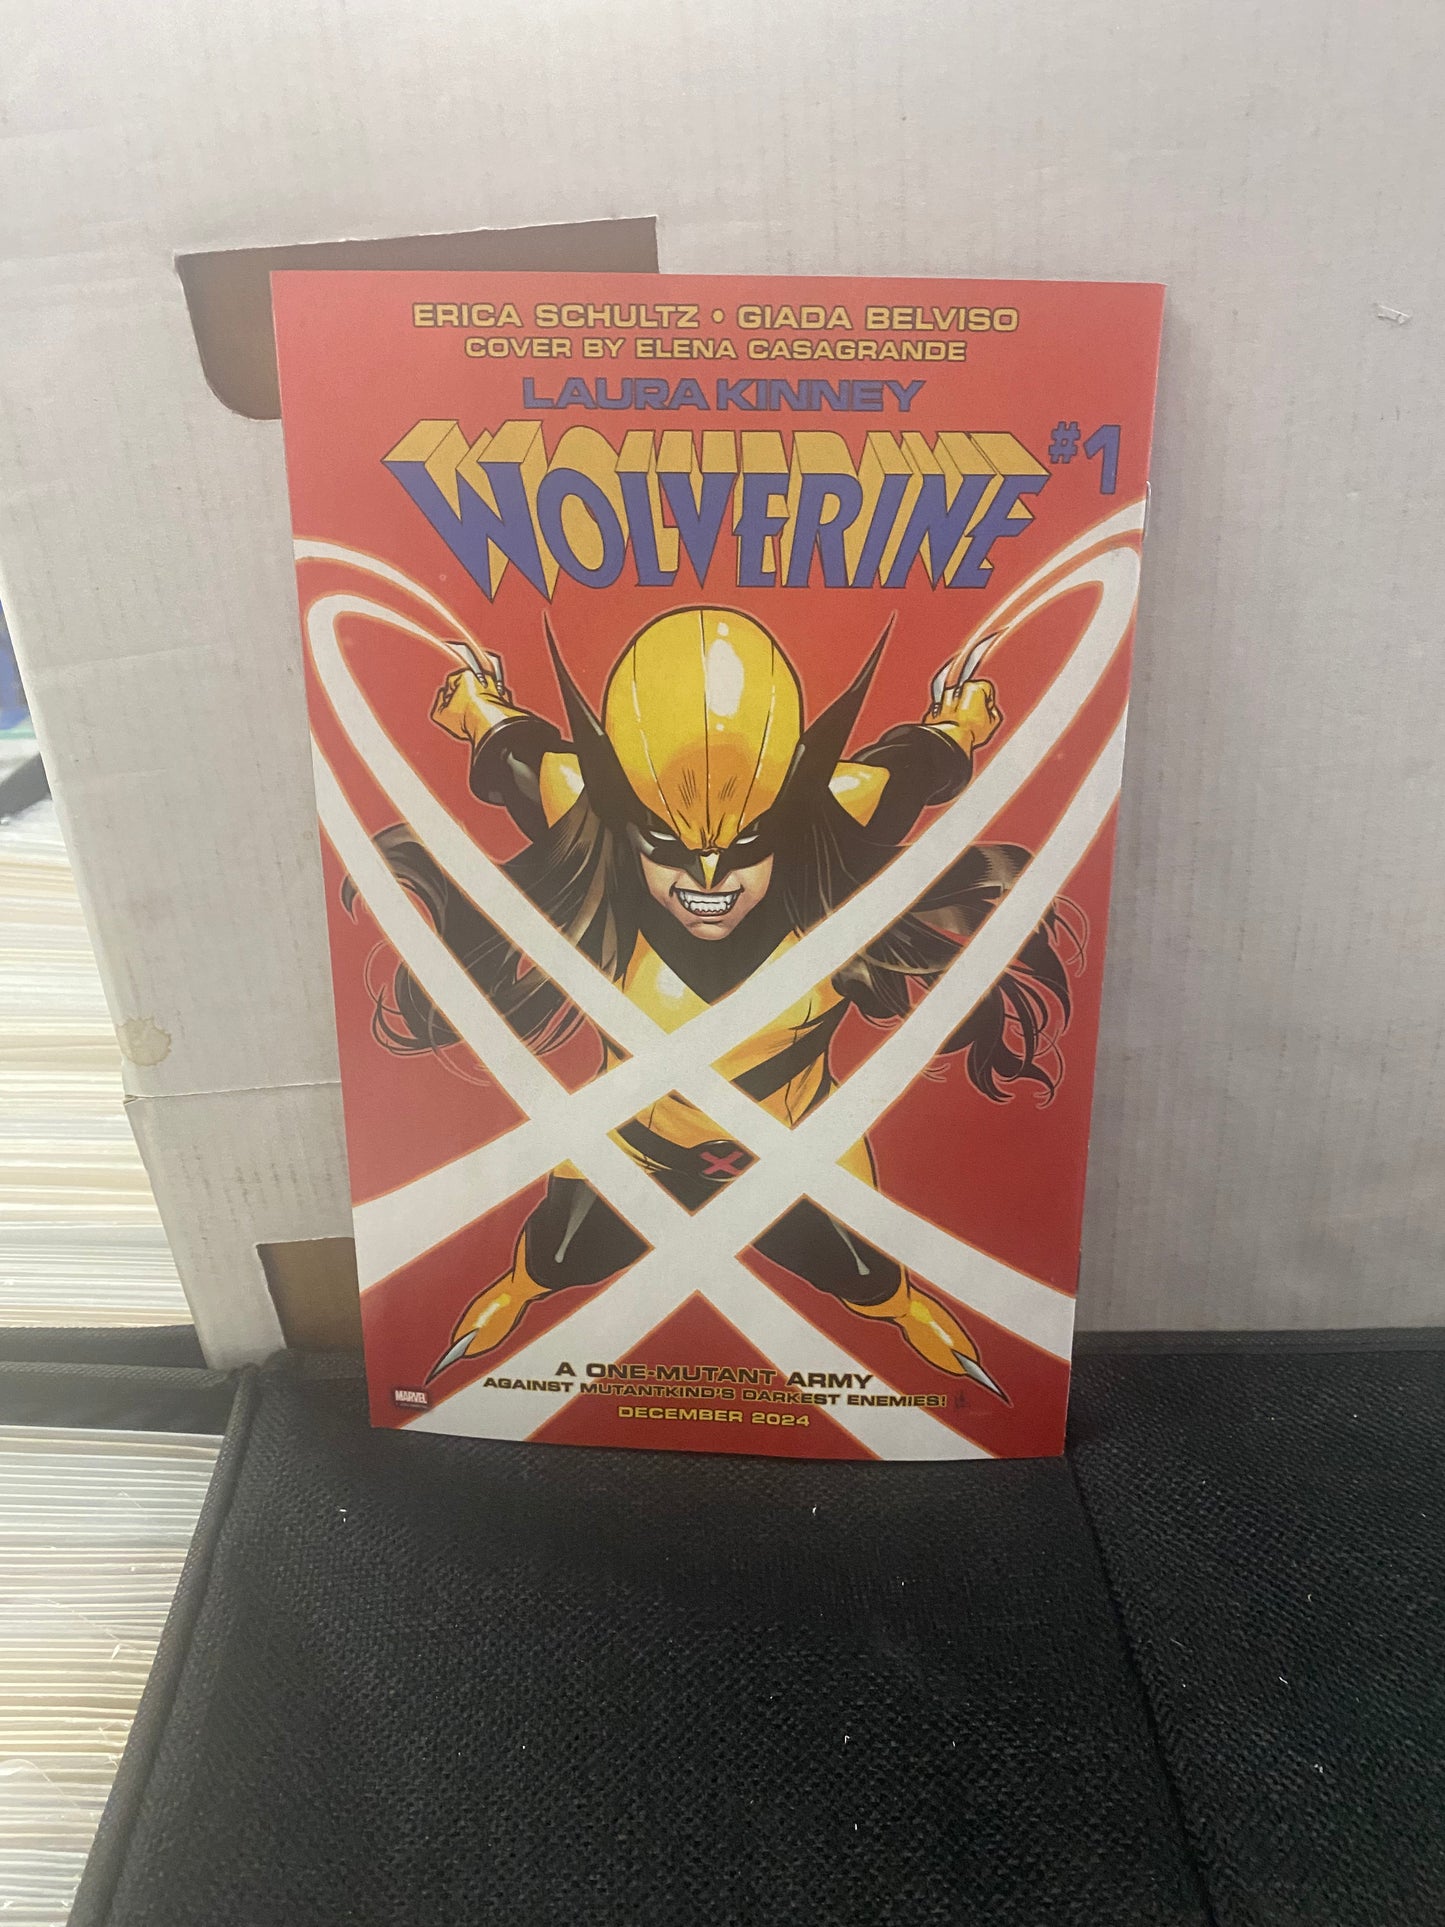 ERICA SCHULTZ • GIADA BELVISO
COVER BY ELENA CASAGRANDE
LAURA KINNEY
WOLVERINE #1
A ONE-MUTANT ARMY
AGAINST MUTANTKIND'S DARKEST ENEMIES!
DECEMBER 2024
MARVEL